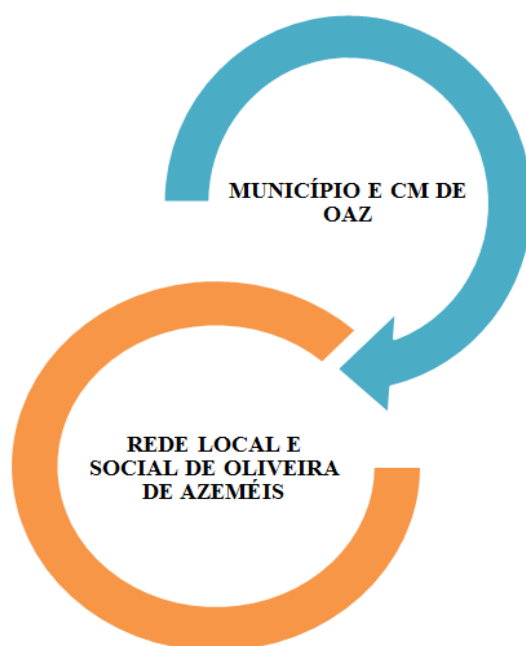 MUNICÍPIO E CM DE
OAZ
REDE LOCAL E
SOCIAL DE OLIVEIRA
DE AZEMÉIS